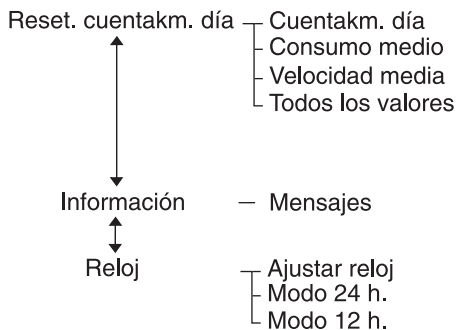 Reset. cuentakm. día
Cuentakm. día
Consumo medio
Velocidad media
Todos los valores
Información
Mensajes
Reloj
Ajustar reloj
Modo 24 h.
Modo 12 h.